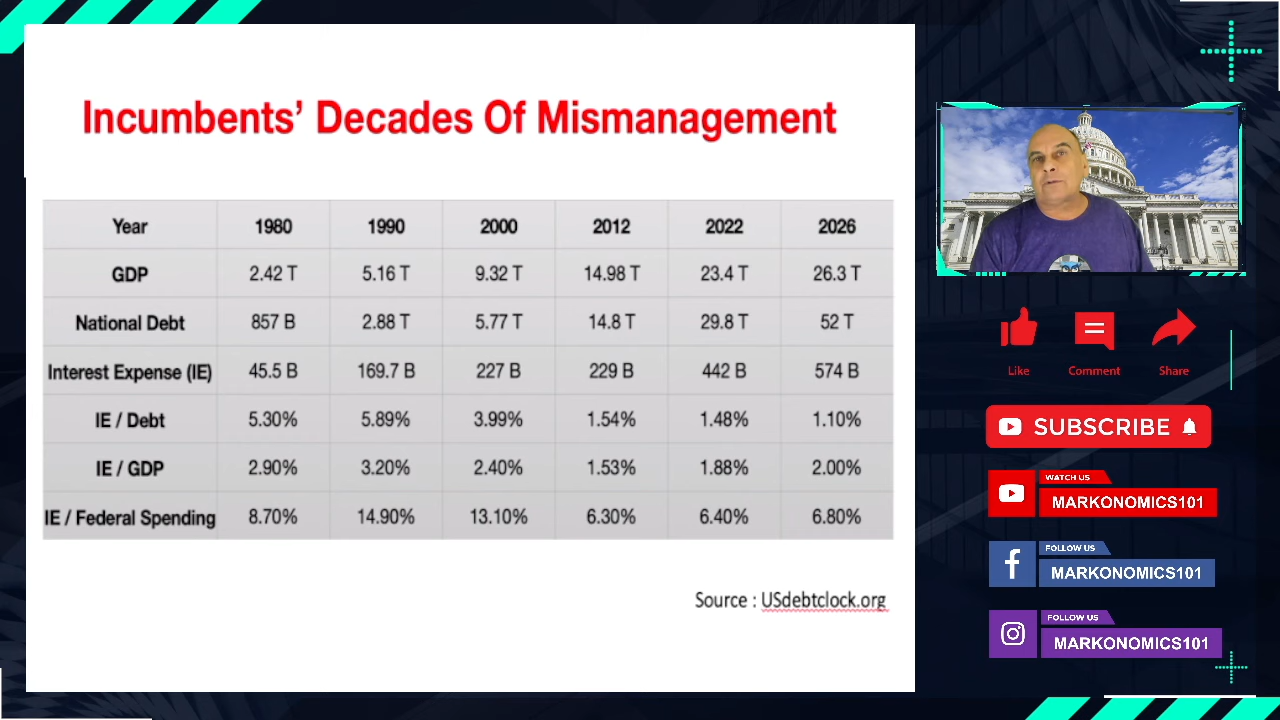 Incumbents’ Decades Of Mismanagement
Year 1980 1990 2000 2012 2022 2026
GDP 2.42 T 5.16 T 9.32 T 14.98 T 23.4 T 26.3 T
National Debt 857 B 2.88 T 5.77 T 14.8 T 29.8 T 52 T
Interest Expense (IE) 45.5 B 169.7 B 227 B 229 B 442 B 574 B
IE / Debt 5.30% 5.89% 3.99% 1.54% 1.48% 1.10%
IE / GDP 2.90% 3.20% 2.40% 1.53% 1.88% 2.00%
IE / Federal Spending 8.70% 14.90% 13.10% 6.30% 6.40% 6.80%
Source : USdebtclock.org
Like Comment Share
SUBSCRIBE
WATCH US
MARKONOMICS101
FOLLOW US
MARKONOMICS101
FOLLOW US
MARKONOMICS101